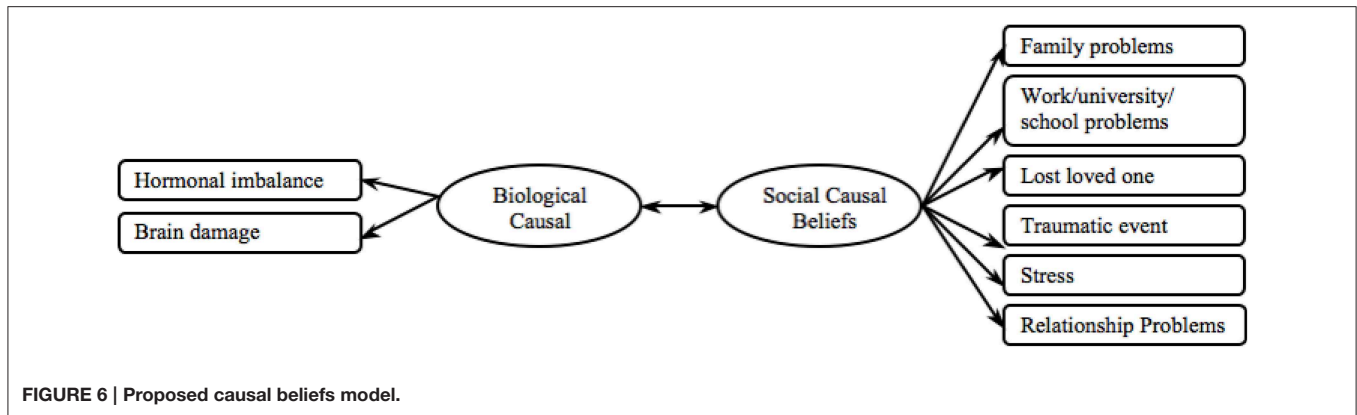 Hormonal imbalance
Brain damage
Biological
Causal
Social Causal
Beliefs
Family problems
Work/university/
school problems
Lost loved one
Traumatic event
Stress
Relationship Problems
FIGURE 6 | Proposed causal beliefs model.